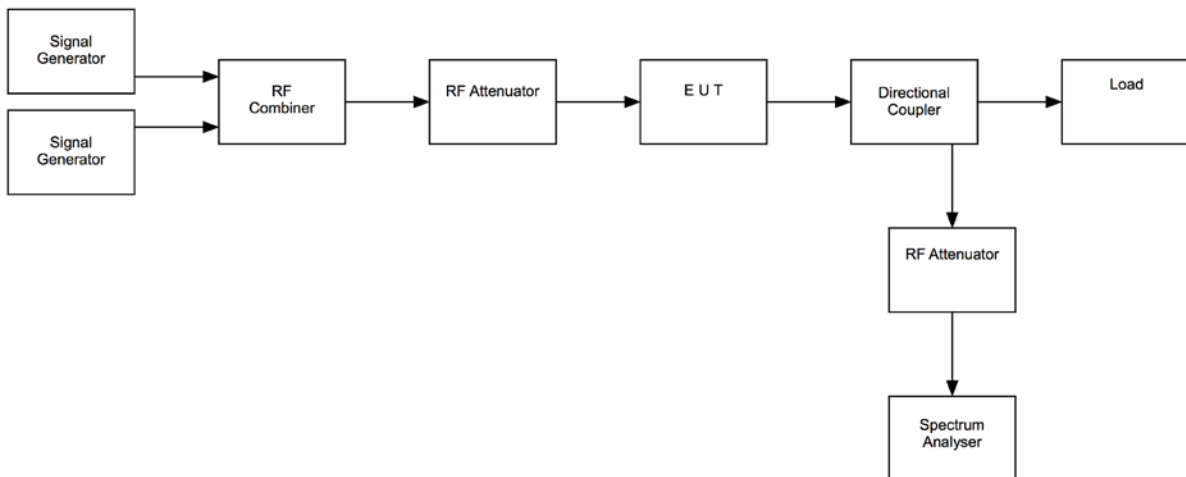 Signal
Generator
Signal
Generator
RF
Combiner
RF Attenuator
E U T
Directional
Coupler
Load
RF Attenuator
Spectrum
Analyser